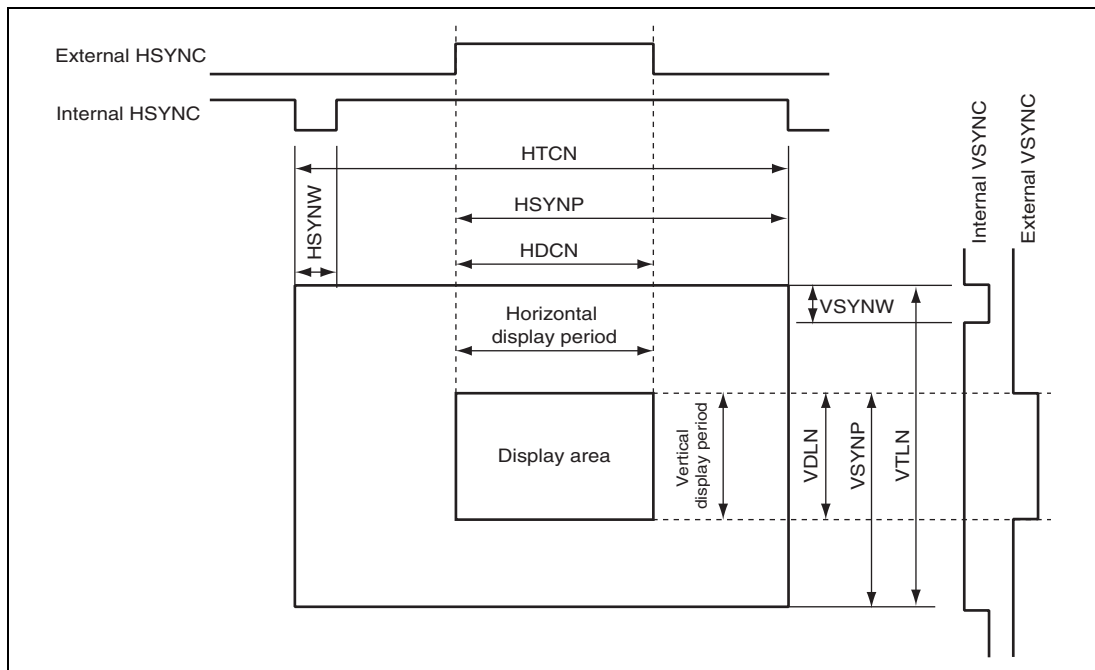 External HSYNC
Internal HSYNC
HTCN
HSYNW
HSYNP
HDCN
Horizontal
display period
Display area
Vertical
display period
VSYNW
VDLN
VSYNP
VTLN
Internal VSYNC
External VSYNC